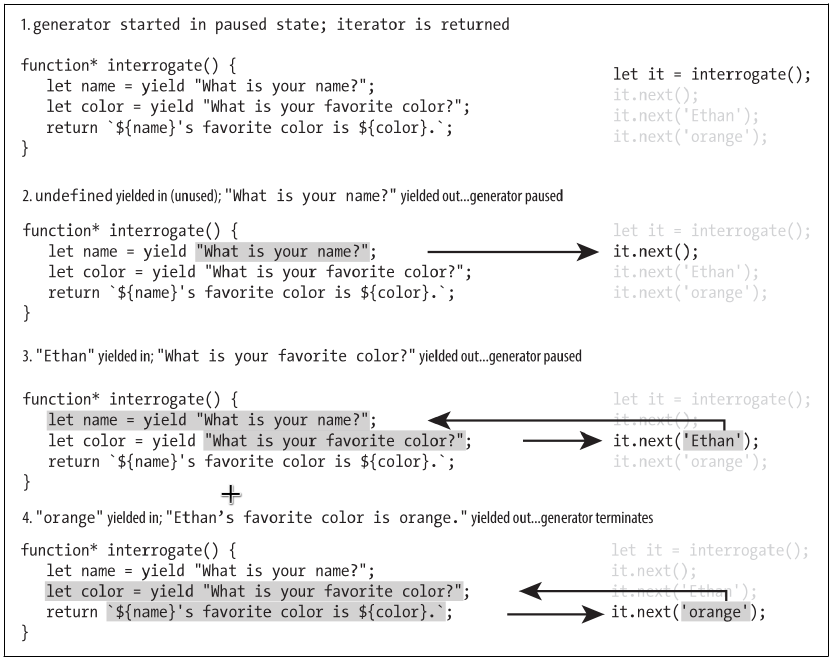 1. generator started in paused state; iterator is returned
function* interrogate() {
let name = yield "What is your name?";
let color = yield "What is your favorite color?";
return `${name}'s favorite color is ${color}.`;
}
let it = interrogate();
it.next();
it.next('Ethan');
it.next('orange');
2. undefined yielded in (unused); "What is your name?" yielded out...generator paused
function* interrogate() {
let name = yield "What is your name?";
let color = yield "What is your favorite color?";
return `${name}'s favorite color is ${color}.`;
}
let it = interrogate();
it.next();
it.next('Ethan');
it.next('orange');
3. "Ethan" yielded in; "What is your favorite color?" yielded out...generator paused
function* interrogate() {
let name = yield "What is your name?";
let color = yield "What is your favorite color?";
return `${name}'s favorite color is ${color}.`;
}
let it = interrogate();
it.next();
it.next('Ethan');
it.next('orange');
4. "orange" yielded in; "Ethan’s favorite color is orange." yielded out...generator terminates
function* interrogate() {
let name = yield "What is your name?";
let color = yield "What is your favorite color?";
return `${name}'s favorite color is ${color}.`;
}
let it = interrogate();
it.next();
it.next('Ethan');
it.next('orange');